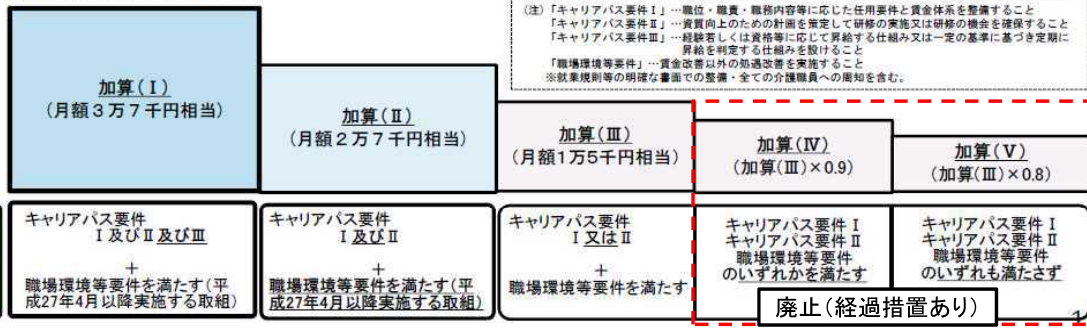 (注)「キャリアパス要件Ⅰ」…職位・職責・職務内容等に応じた任用要件と賃金体系を整備すること
「キャリアパス要件Ⅱ」…資質向上のための計画を策定して研修の実施又は研修の機会を確保すること
「キャリアパス要件Ⅲ」…経験若しくは資格等に応じて昇給する仕組み又は一定の基準に基づき定期に
昇給を判定する仕組みを設けること
「職場環境等要件」…賃金改善以外の処遇改善を実施すること
※就業規則等の明確な書面での整備・全ての介護職員への周知を含む。
加算(Ⅰ)
(月額3万7千円相当)
加算(Ⅱ)
(月額2万7千円相当)
加算(Ⅲ)
(月額1万5千円相当)
加算(Ⅳ)
(加算(Ⅲ)×0.9)
加算(Ⅴ)
(加算(Ⅲ)×0.8)
キャリアパス要件
Ⅰ及びⅡ及びⅢ
+
職場環境等要件を満たす(平
成27年4月以降実施する取組)
キャリアパス要件
Ⅰ及びⅡ
+
職場環境等要件を満たす(平
成27年4月以降実施する取組)
キャリアパス要件
Ⅰ又はⅡ
+
職場環境等要件を満たす
キャリアパス要件Ⅰ
キャリアパス要件Ⅱ
職場環境等要件
のいずれかを満たす
キャリアパス要件Ⅰ
キャリアパス要件Ⅱ
職場環境等要件
のいずれも満たさず
廃止(経過措置あり)
1